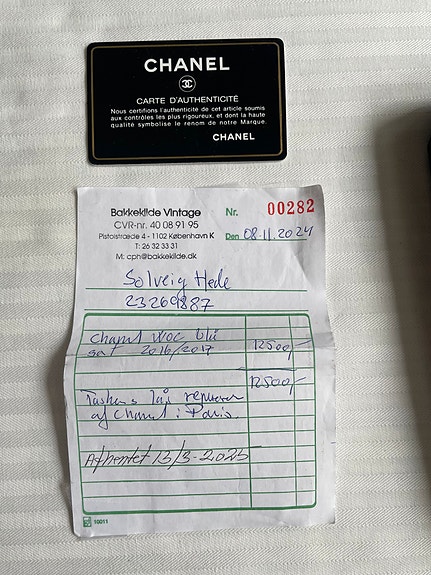 CHANEL
CARTE D'AUTHENTICITÉ
Nous certifions l'authenticité de cet article soumis
aux contrôles les plus rigoureux, et dont la haute
qualité symbolise le renom de notre Marque.
CHANEL
Bakkekilde Vintage
CVR-nr. 40 08 91 95
Pistolstræde 4 - 1102 København K
T: 26 32 33 31
M: cph@bakkekilde.dk
Nr. 00282
Den 08.11.2024
Solveig Hede
23269887
Chanel WOC blå
sat 2016/2017 12500/-
12500/-
Taskens lås
af Chanel i Paris.
Afhentet 13/3-2025
10011